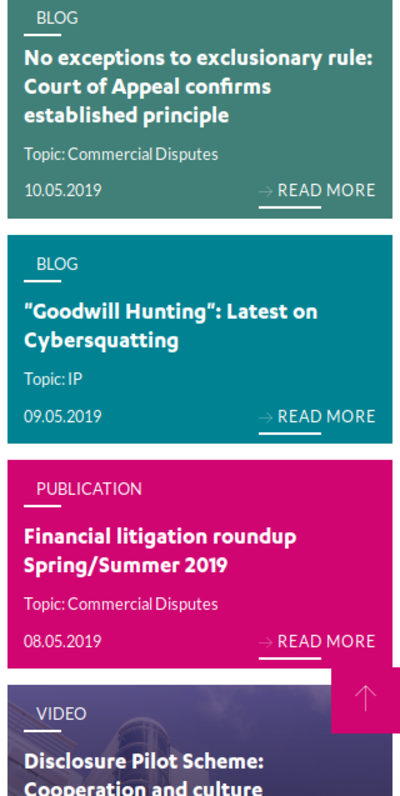 BLOG
No exceptions to exclusionary rule:
Court of Appeal confirms
established principle
Topic: Commercial Disputes
10.05.2019
READ MORE
BLOG
"Goodwill Hunting": Latest on
Cybersquatting
Topic: IP
09.05.2019
READ MORE
PUBLICATION
Financial litigation roundup
Spring/Summer 2019
Topic: Commercial Disputes
08.05.2019
READ MORE
VIDEO
Disclosure Pilot Scheme:
Cooperation and culture